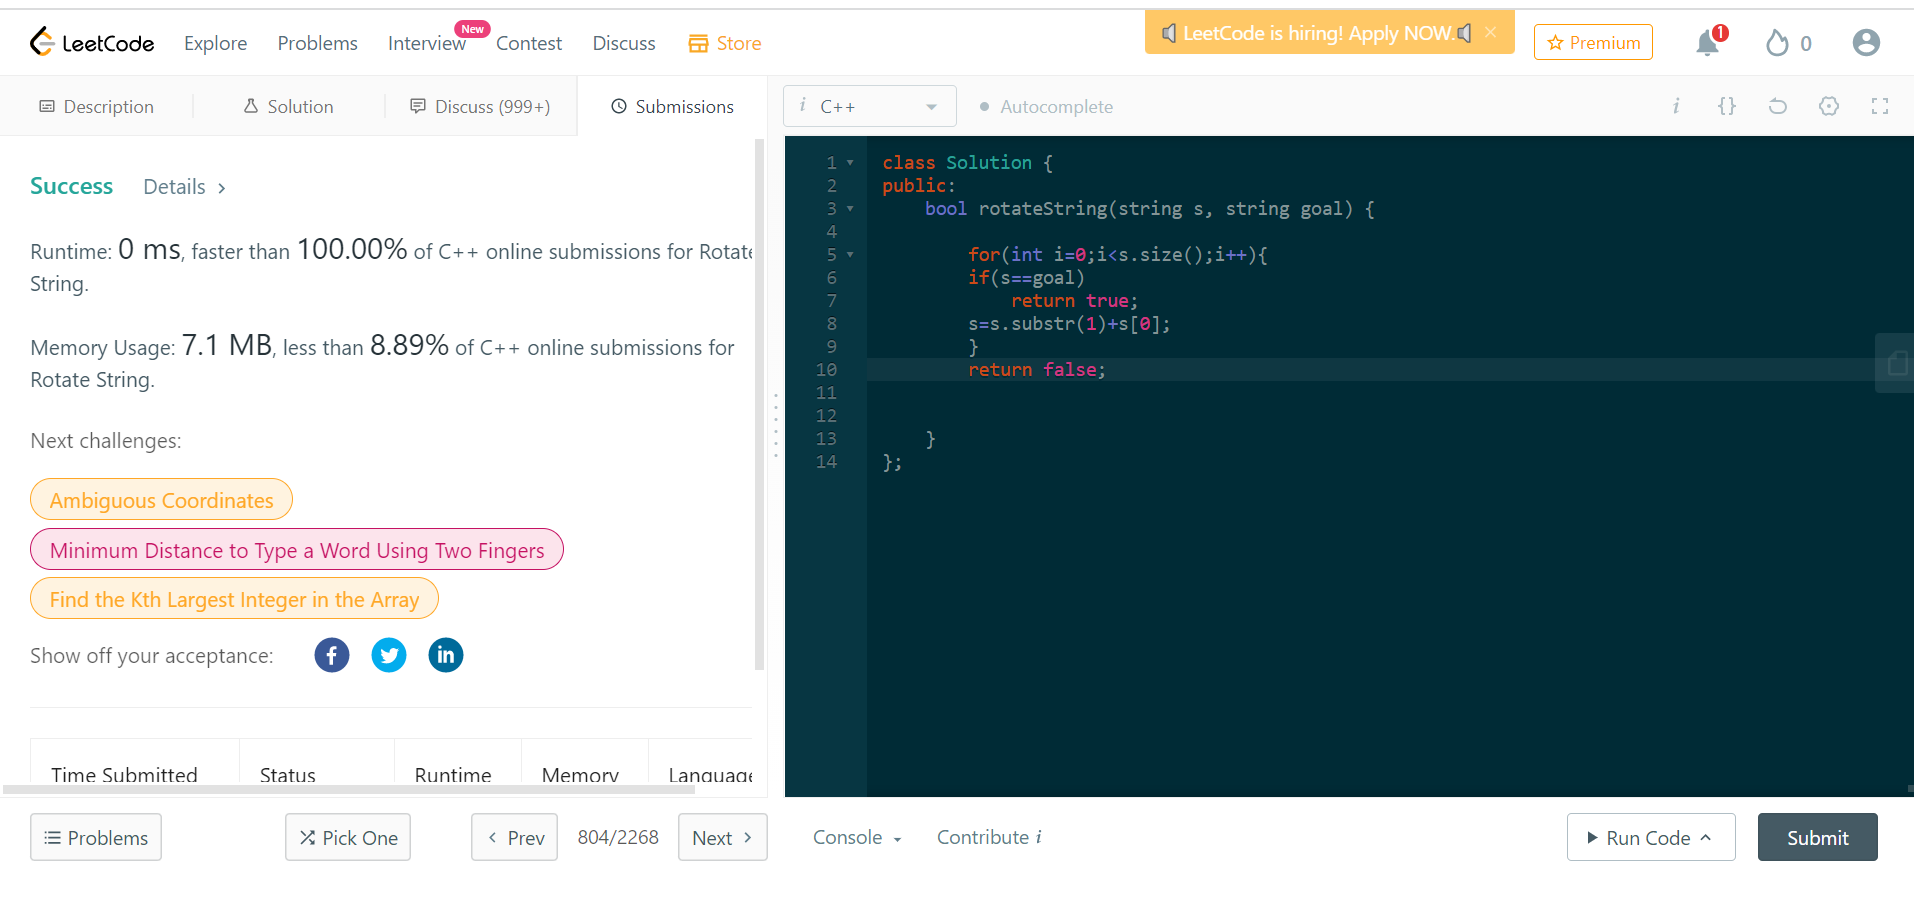 LeetCode Explore Problems Interview New Contest Discuss Store LeetCode is hiring! Apply NOW. Premium 1 0
Description Solution Discuss (999+) Submissions i C++ Autocomplete i {}
Success Details
Runtime: 0 ms, faster than 100.00% of C++ online submissions for Rotate
String.
Memory Usage: 7.1 MB, less than 8.89% of C++ online submissions for
Rotate String.
Next challenges:
Ambiguous Coordinates
Minimum Distance to Type a Word Using Two Fingers
Find the Kth Largest Integer in the Array
Show off your acceptance: f in
Time Submitted Status Runtime Memory Language
1 class Solution {
2 public:
3 bool rotateString(string s, string goal) {
4
5 for(int i=0;i<s.size();i++){
6 if(s==goal)
7 return true;
8 s=s.substr(1)+s[0];
9 }
10 return false;
11
12
13 }
14 };
Problems Pick One Prev 804/2268 Next Console Contribute i Run Code Submit